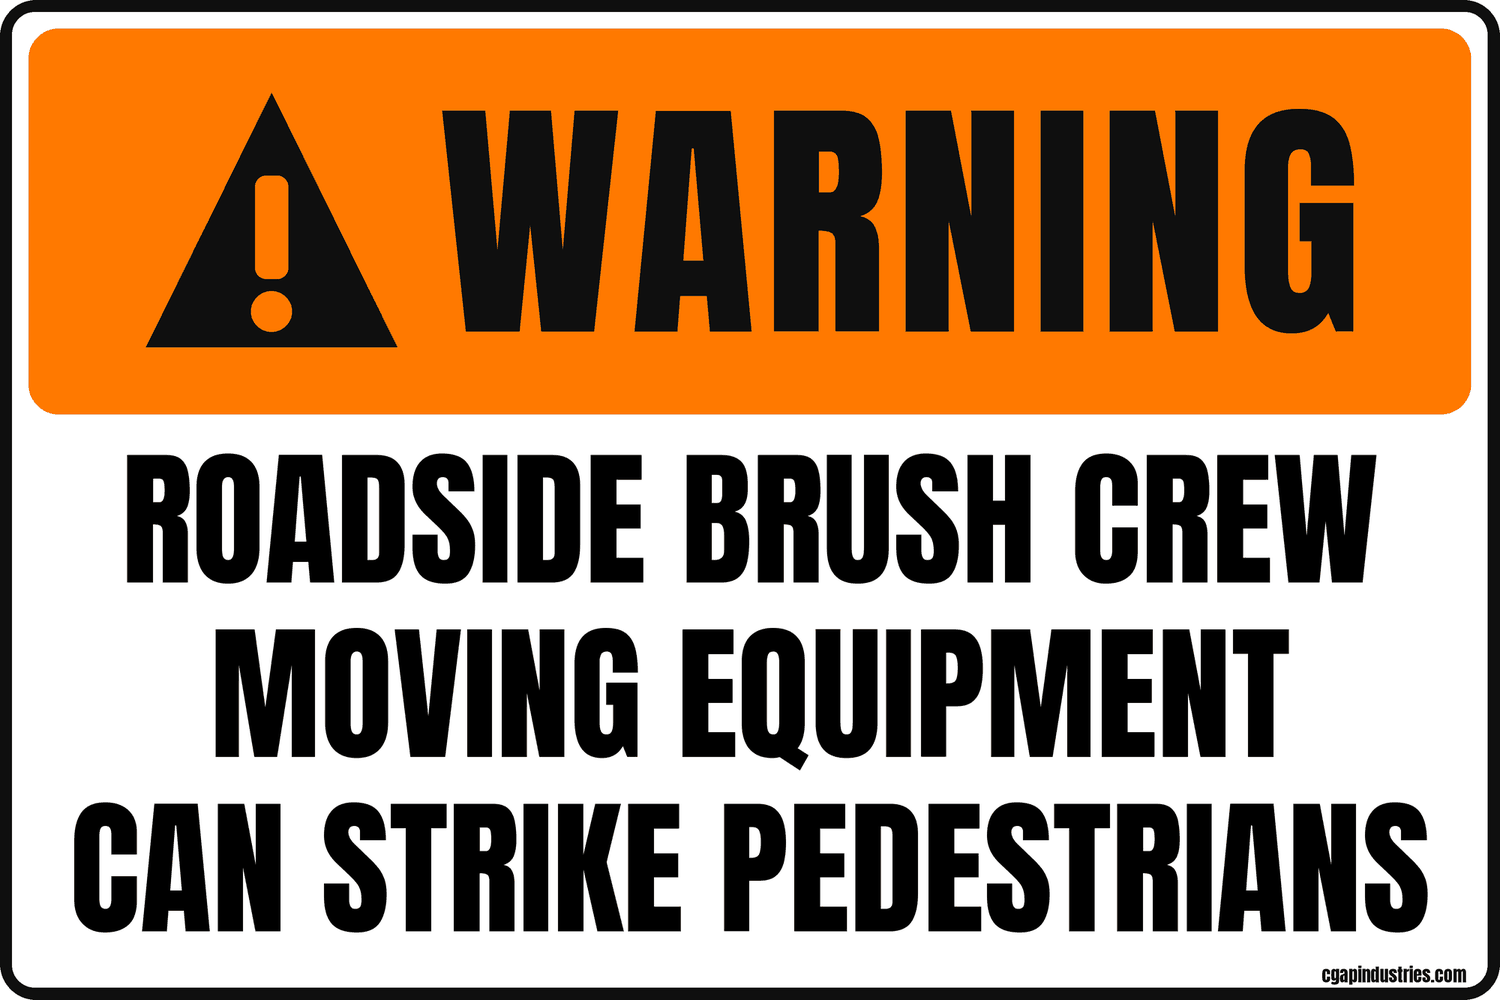 WARNING
ROADSIDE BRUSH CREW
MOVING EQUIPMENT
CAN STRIKE PEDESTRIANS
cgapindustries.com